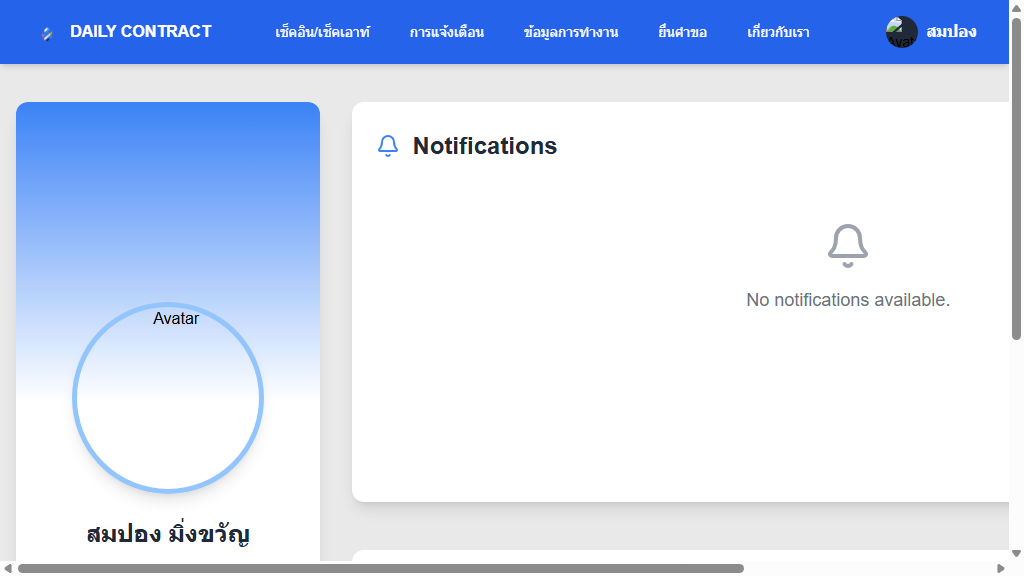 DAILY CONTRACT
เช็คอิน/เช็คเอาท์
การแจ้งเตือน
ข้อมูลการทำงาน
ยื่นคำขอ
เกี่ยวกับเรา
Avat
สมปอง
Notifications
No notifications available.
Avatar
สมปอง มิ่งขวัญ